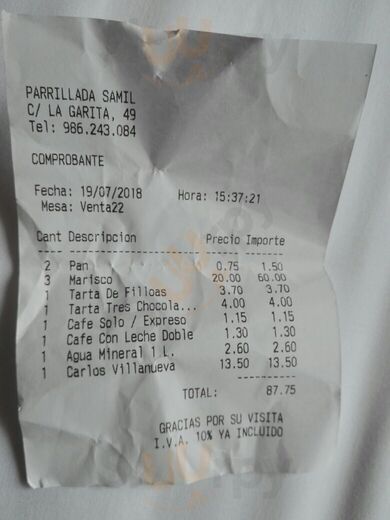 PARRILLADA SAMIL
C/ LA GARITA, 49
Tel: 986.243.084
COMPROBANTE
Fecha: 19/07/2018 Hora: 15:37:21
Mesa: Venta22
Cant Descripcion Precio Importe
2 Pan 0.75 1.50
3 Marisco 20.00 60.00
1 Tarta De Filloas 3.70 3.70
1 Tarta Tres Chocola... 4.00 4.00
1 Cafe Solo / Expreso 1.15 1.15
1 Cafe Con Leche Doble 1.30 1.30
1 Agua Mineral 1 L. 2.60 2.60
1 Carlos Villanueva 13.50 13.50
TOTAL: 87.75
GRACIAS POR SU VISITA
I.V.A. 10% YA INCLUIDO